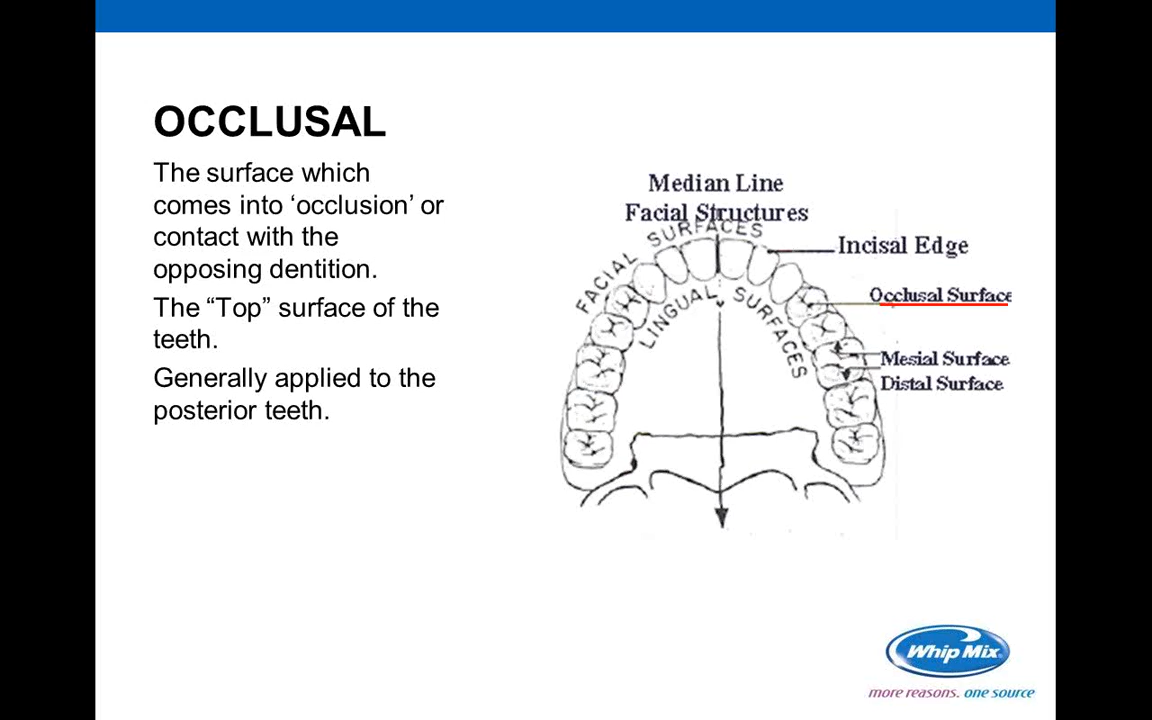 OCCLUSAL
The surface which
comes into ‘occlusion’ or
contact with the
opposing dentition.
The “Top” surface of the
teeth.
Generally applied to the
posterior teeth.
Median Line
Facial Structures
FACIAL SURFACES
Incisal Edge
LINGUAL SURFACES
Occlusal Surface
Mesial Surface
Distal Surface
Whip Mix
more reasons. one source